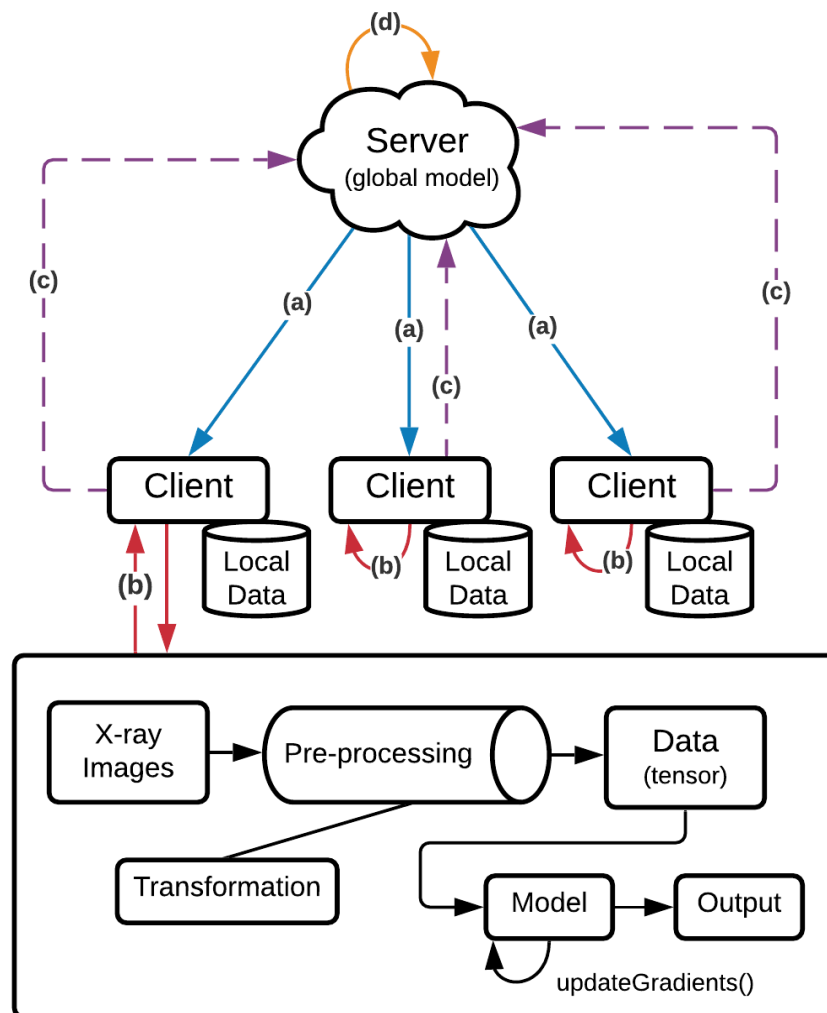 (d)
Server
(global model)
(c)
(a)
(a)
(a)
(c)
(c)
Client
Client
Client
Local
Data
Local
Data
Local
Data
(b)
(b)
(b)
X-ray
Images
Pre-processing
Data
(tensor)
Transformation
Model
Output
updateGradients()